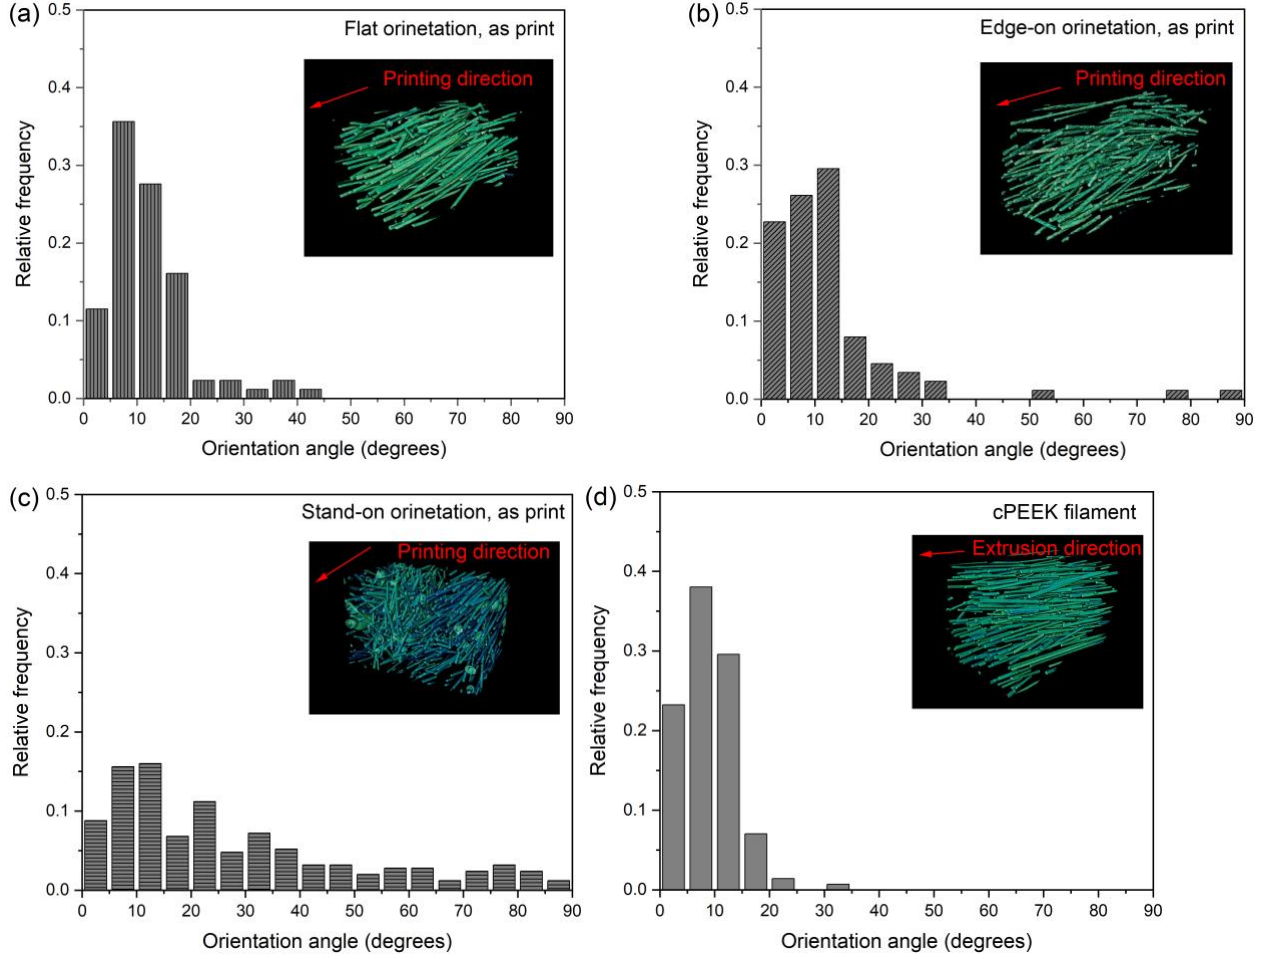 (a)
Flat orinetation, as print
Printing direction
Relative frequency
0.5
0.4
0.3
0.2
0.1
0.0
0 10 20 30 40 50 60 70 80 90
Orientation angle (degrees)
(b)
Edge-on orinetation, as print
Printing direction
Relative frequency
0.5
0.4
0.3
0.2
0.1
0.0
0 10 20 30 40 50 60 70 80 90
Orientation angle (degrees)
(c)
Stand-on orinetation, as print
Printing direction
Relative frequency
0.5
0.4
0.3
0.2
0.1
0.0
0 10 20 30 40 50 60 70 80 90
Orientation angle (degrees)
(d)
cPEEK filament
Extrusion direction
Relative frequency
0.5
0.4
0.3
0.2
0.1
0.0
0 10 20 30 40 50 60 70 80 90
Orientation angle (degrees)